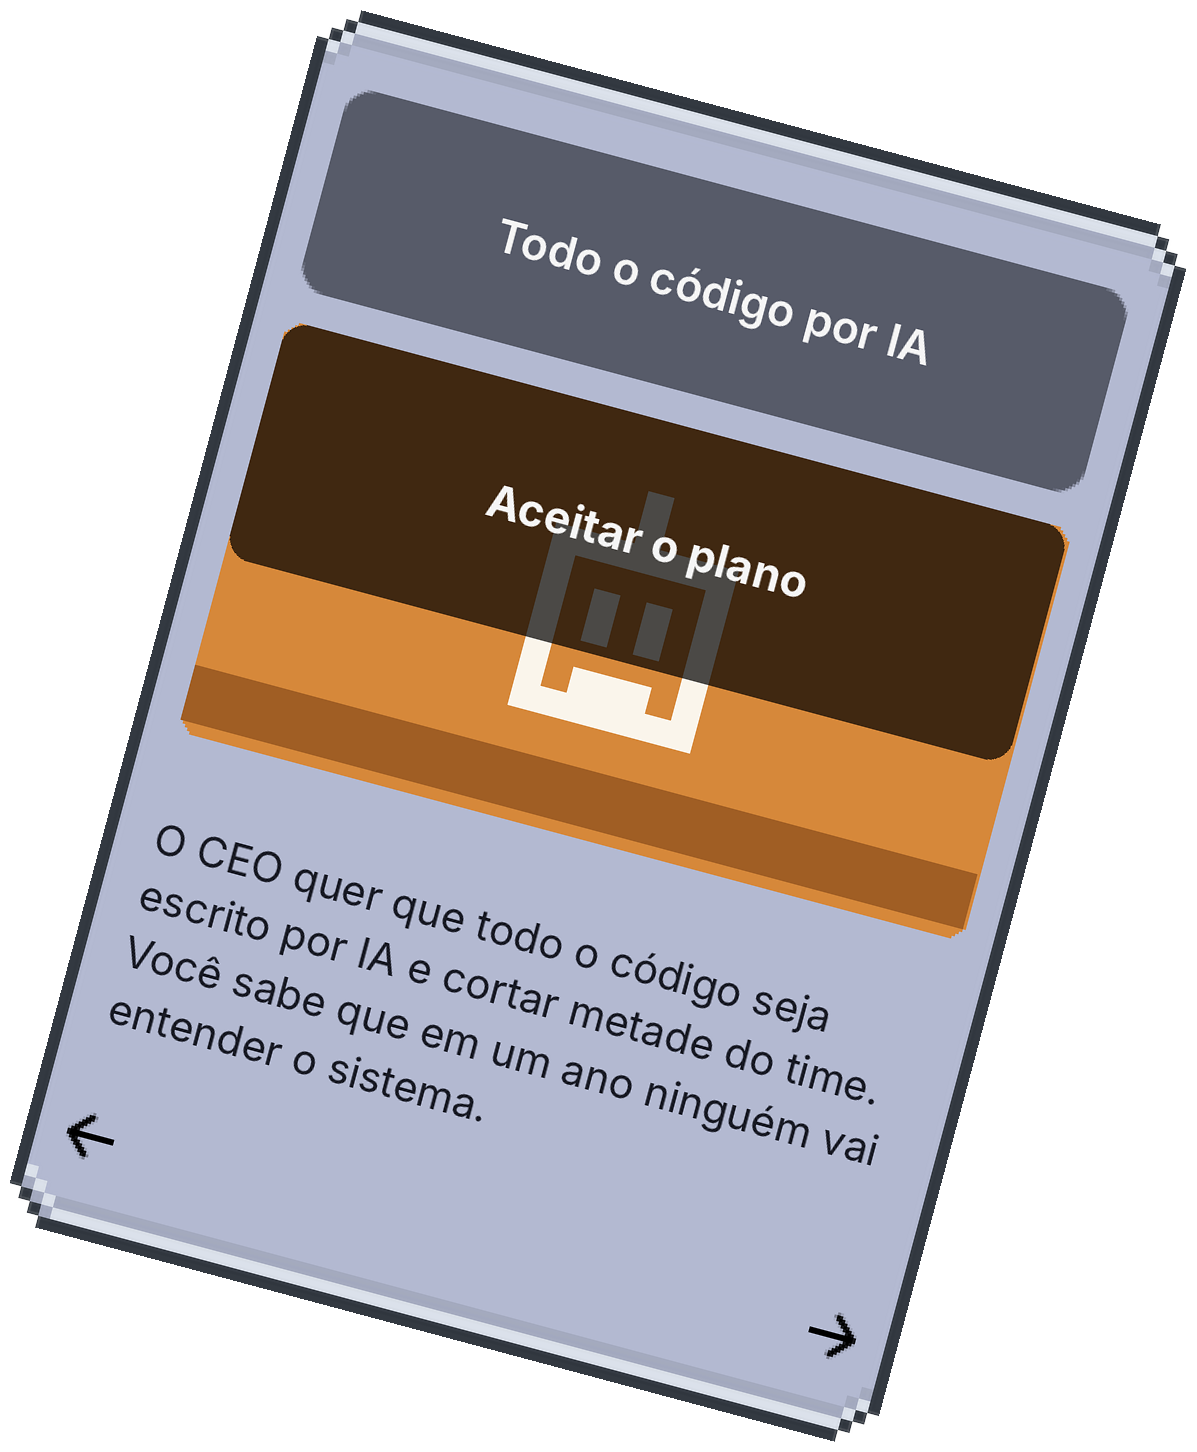 Todo o código por IA
Aceitar o plano
O CEO quer que todo o código seja
escrito por IA e cortar metade do time.
Você sabe que em um ano ninguém vai
entender o sistema.